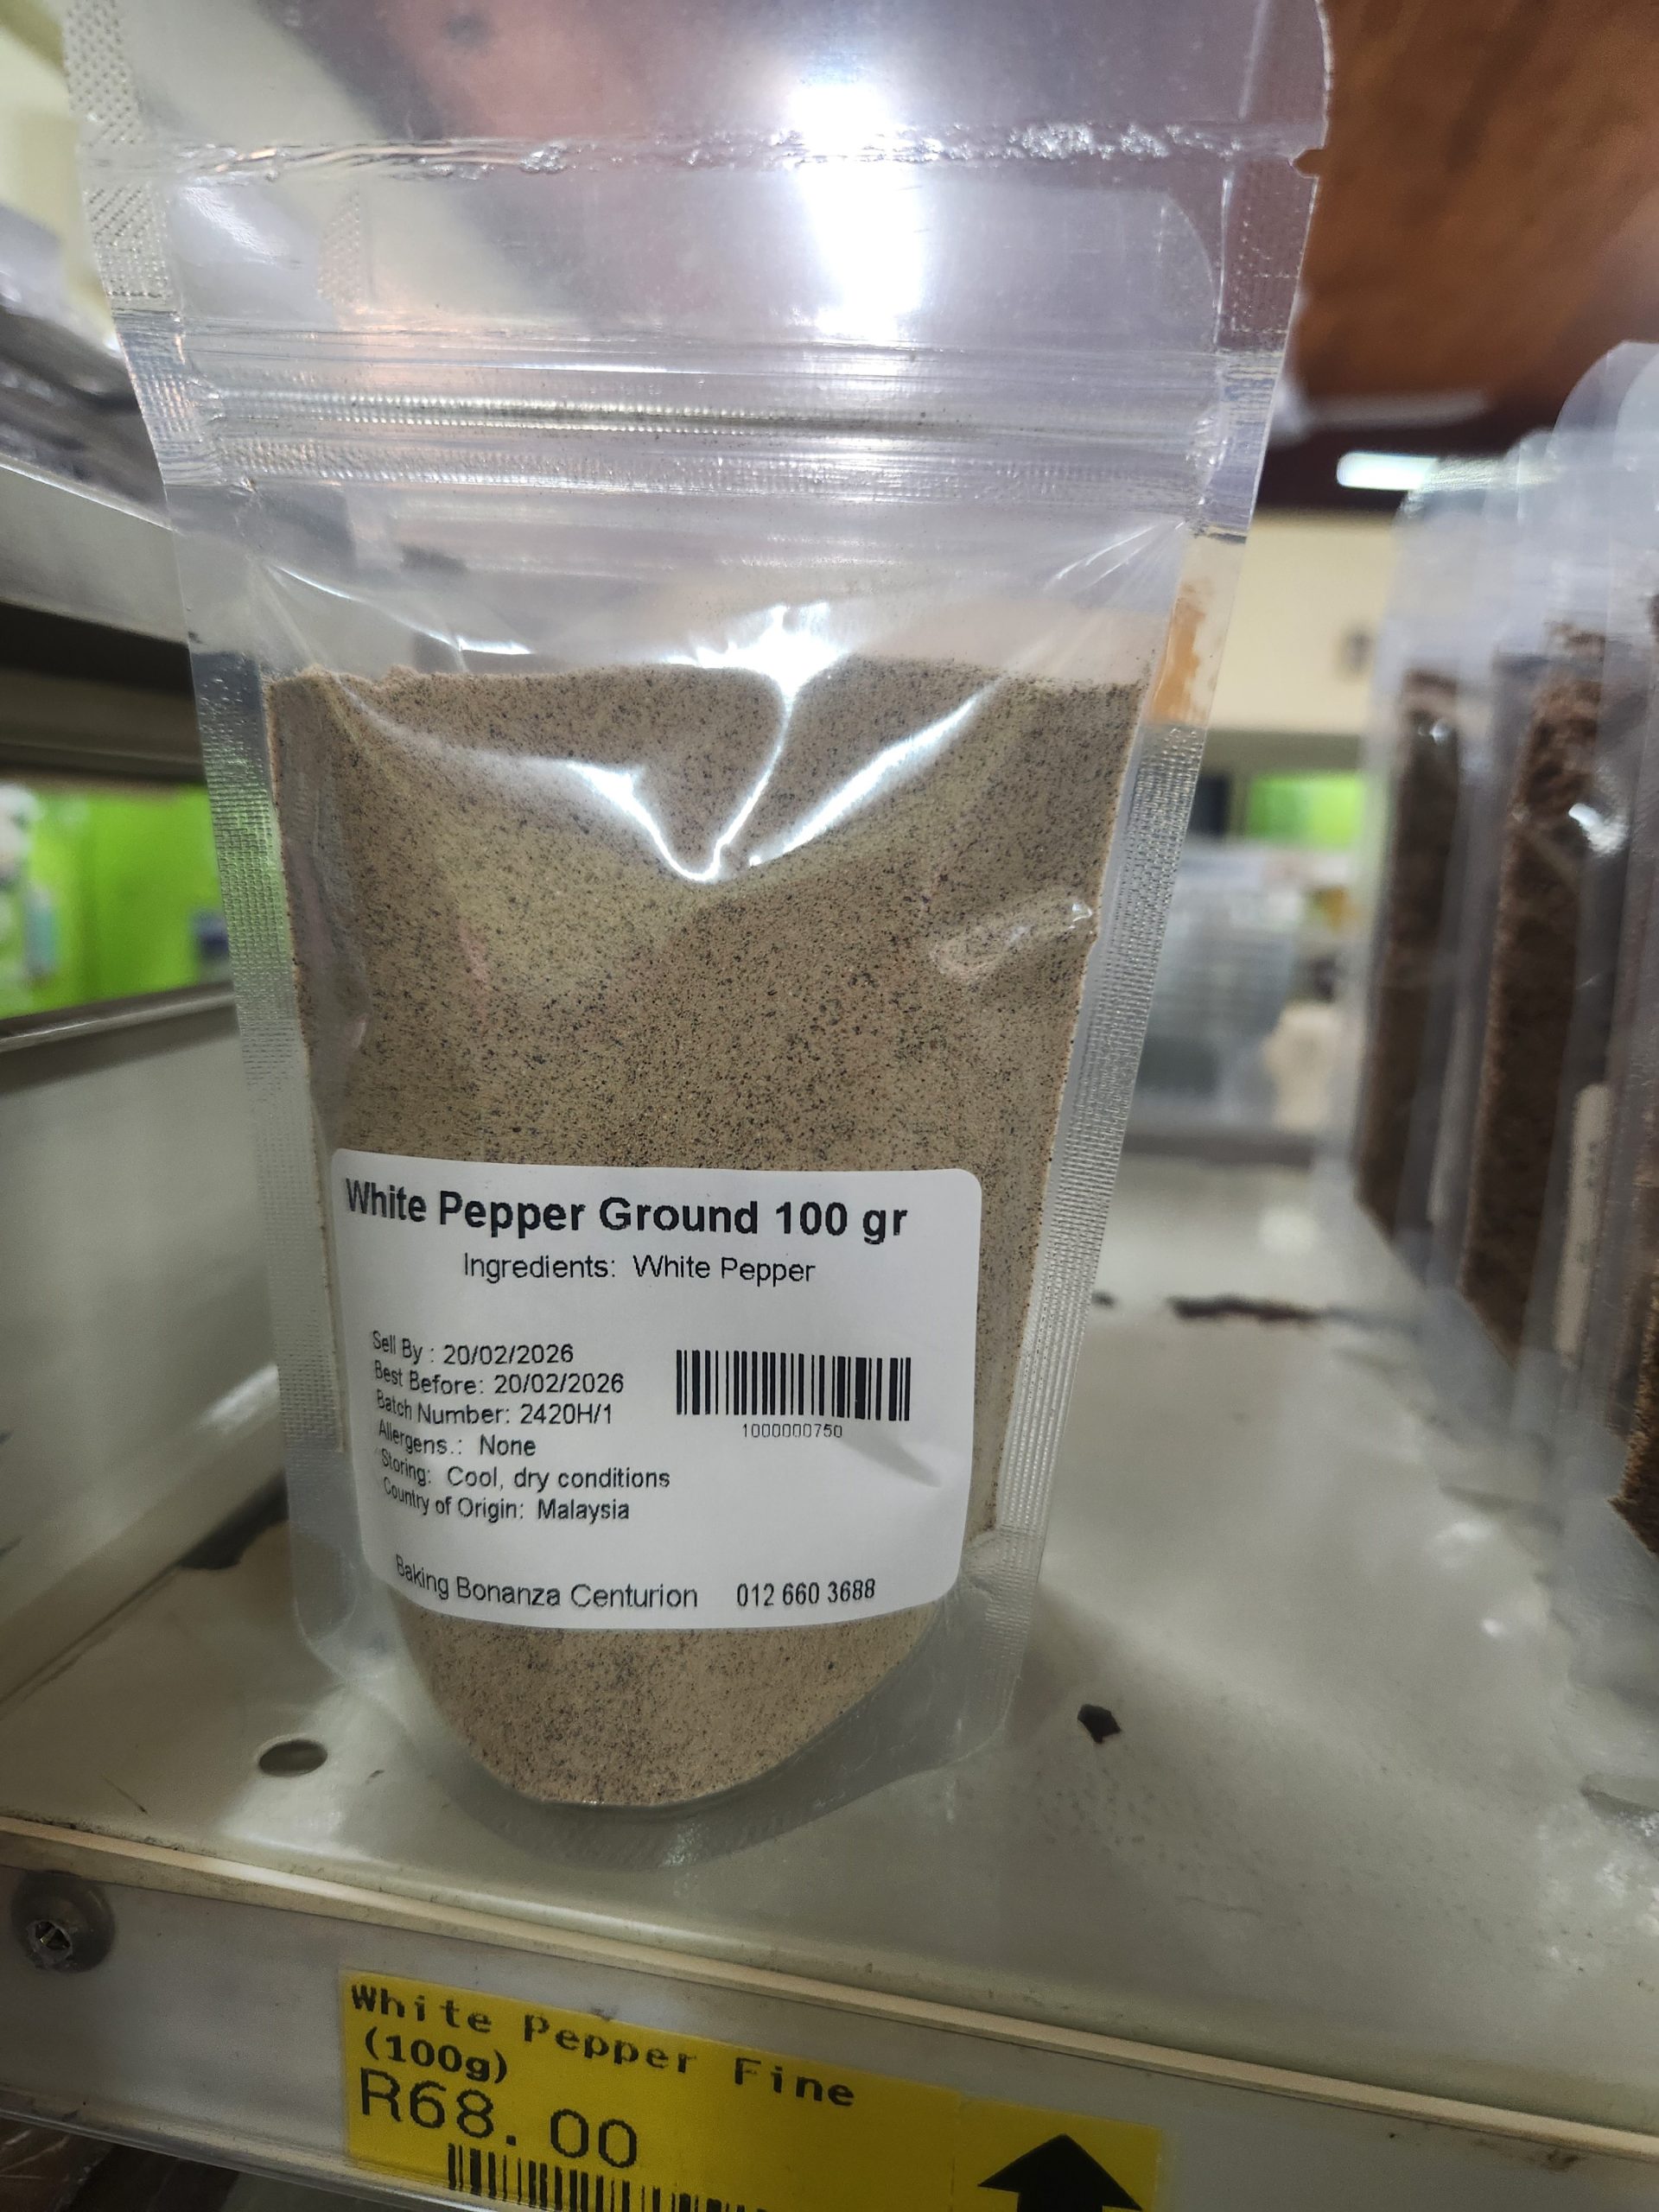 White Pepper Ground 100 gr
Ingredients: White Pepper
Sell By : 20/02/2026
Best Before: 20/02/2026
Batch Number: 2420H/1
Allergens.: None
Storing: Cool, dry conditions
Country of Origin: Malaysia
1000000750
Baking Bonanza Centurion 012 660 3688
White Pepper Fine
(100g)
R68.00